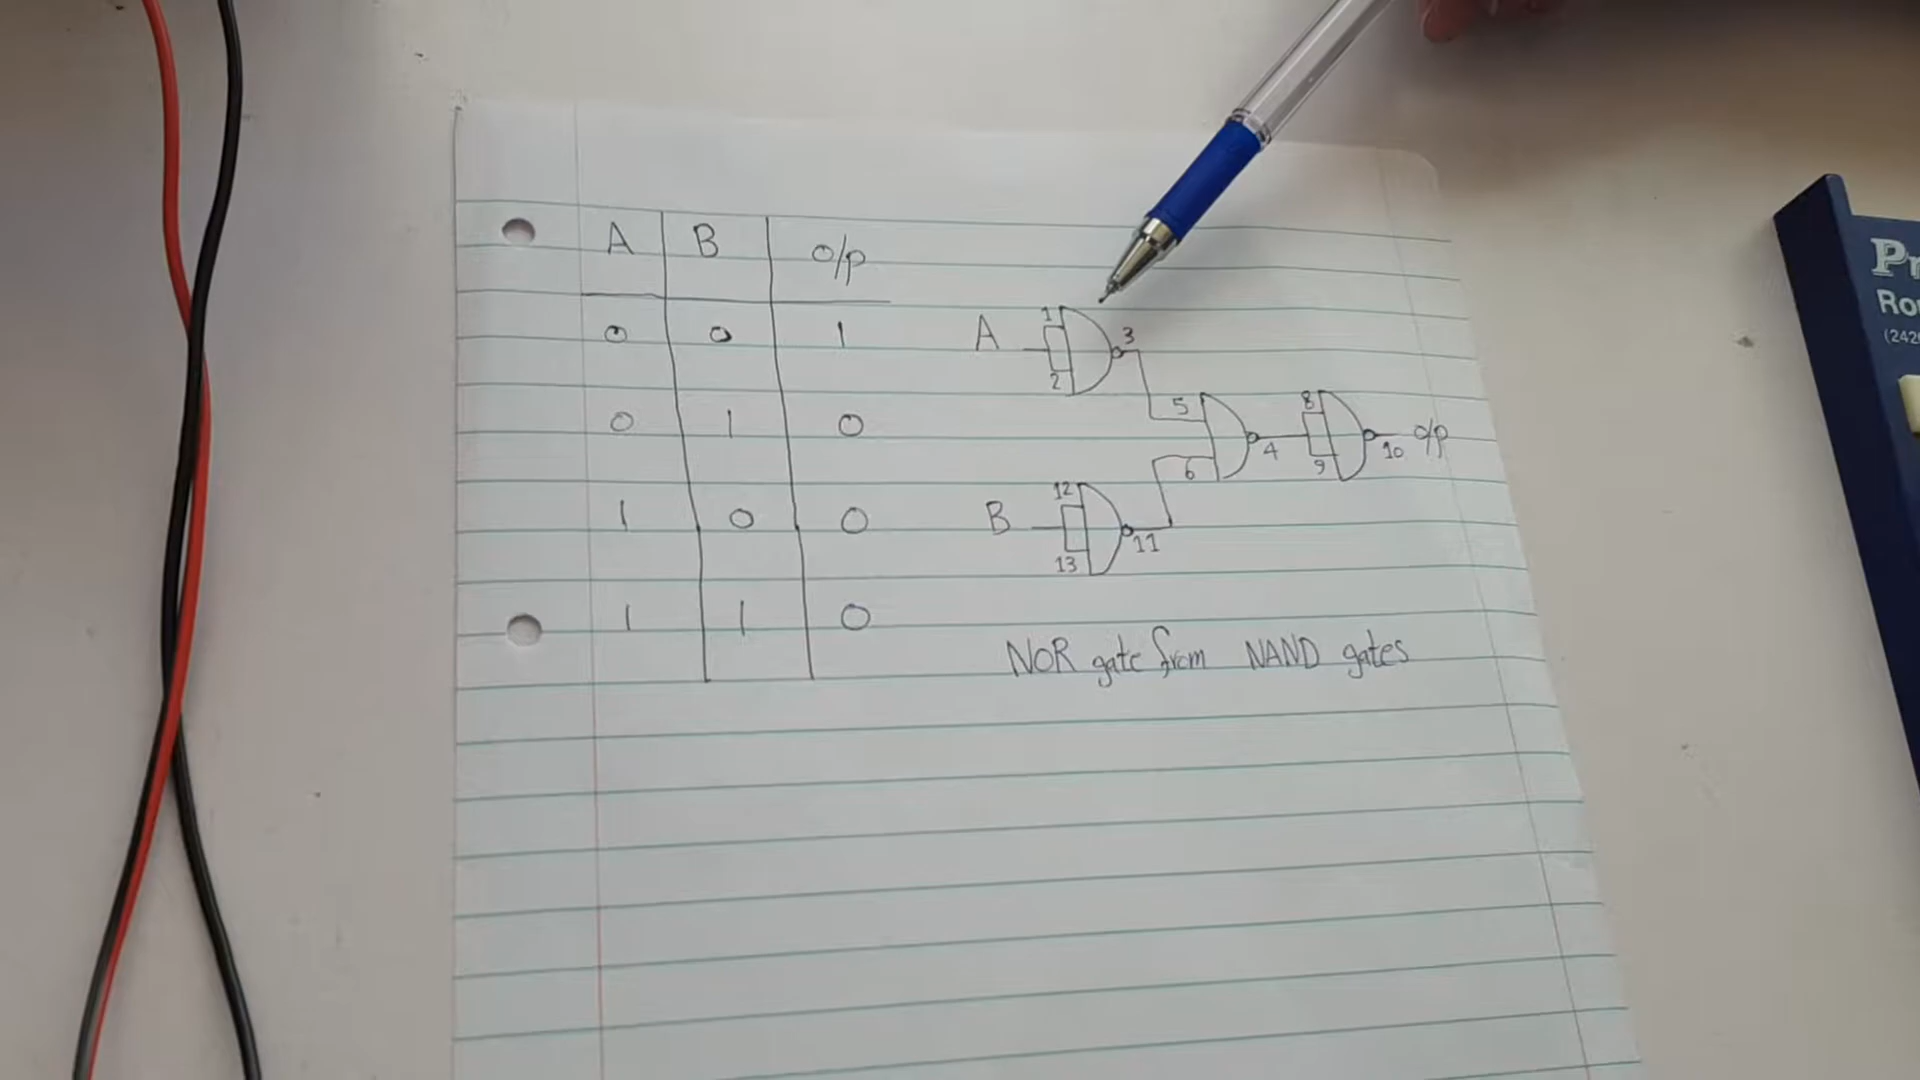 A B o/p
0 0 1
0 1 0
1 0 0
1 1 0
A 1 2 3
5 6 4 8 9 10 o/p
B 12 13 11
NOR gate from NAND gates
(242